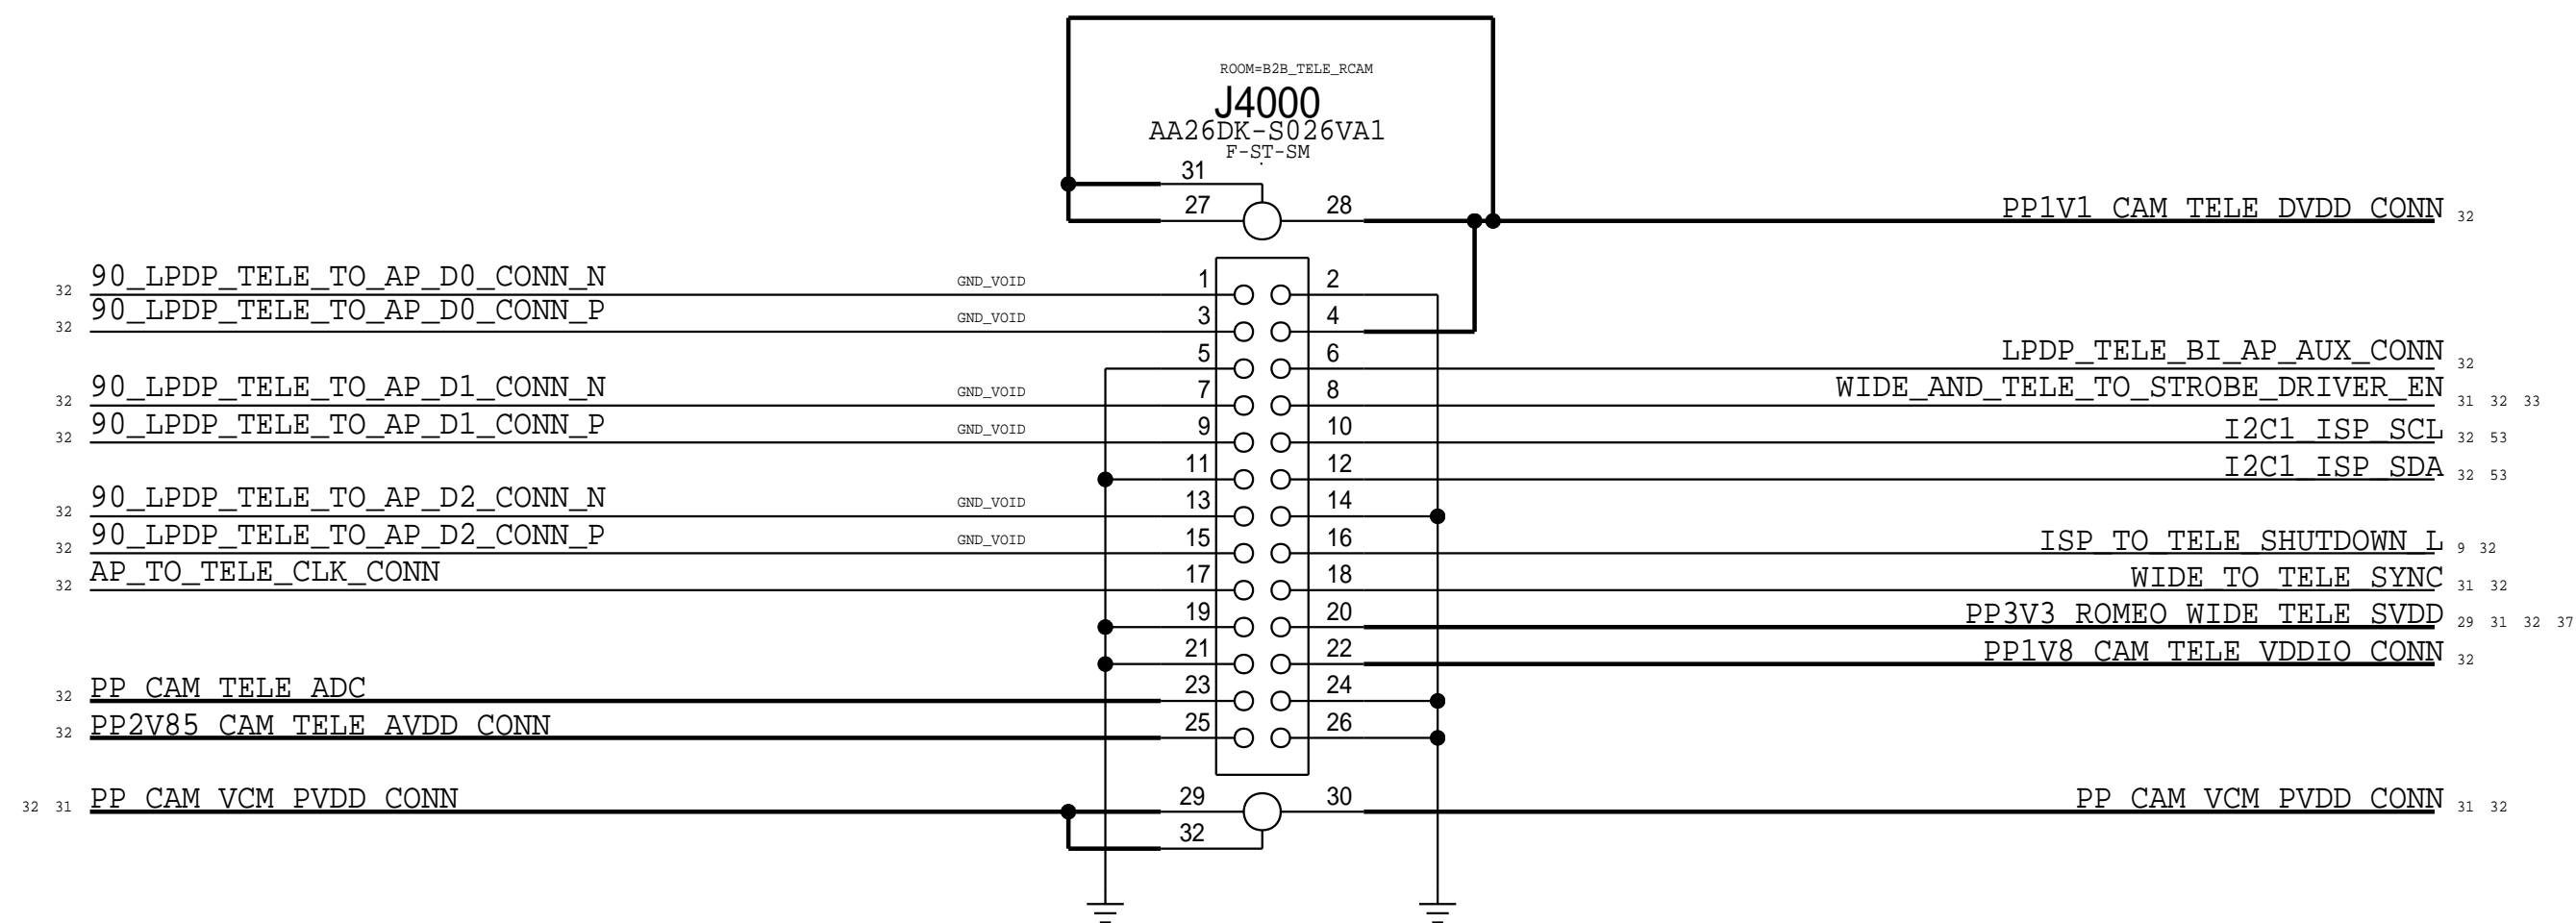 ROOM=B2B_TELE_RCAM
J4000
AA26DK-S026VA1
F-ST-SM
31
27 28 PP1V1_CAM_TELE_DVDD_CONN 32
32 90_LPDP_TELE_TO_AP_D0_CONN_N GND_VOID 1 2
32 90_LPDP_TELE_TO_AP_D0_CONN_P GND_VOID 3 4
5 6 LPDP_TELE_BI_AP_AUX_CONN 32
32 90_LPDP_TELE_TO_AP_D1_CONN_N GND_VOID 7 8 WIDE_AND_TELE_TO_STROBE_DRIVER_EN 31 32 33
32 90_LPDP_TELE_TO_AP_D1_CONN_P GND_VOID 9 10 I2C1_ISP_SCL 32 53
11 12 I2C1_ISP_SDA 32 53
32 90_LPDP_TELE_TO_AP_D2_CONN_N GND_VOID 13 14
32 90_LPDP_TELE_TO_AP_D2_CONN_P GND_VOID 15 16 ISP_TO_TELE_SHUTDOWN_L 9 32
32 AP_TO_TELE_CLK_CONN 17 18 WIDE_TO_TELE_SYNC 31 32
19 20 PP3V3_ROMEO_WIDE_TELE_SVDD 29 31 32 37
21 22 PP1V8_CAM_TELE_VDDIO_CONN 32
32 PP_CAM_TELE_ADC 23 24
32 PP2V85_CAM_TELE_AVDD_CONN 25 26
32 31 PP_CAM_VCM_PVDD_CONN 29 30 PP_CAM_VCM_PVDD_CONN 31 32
32